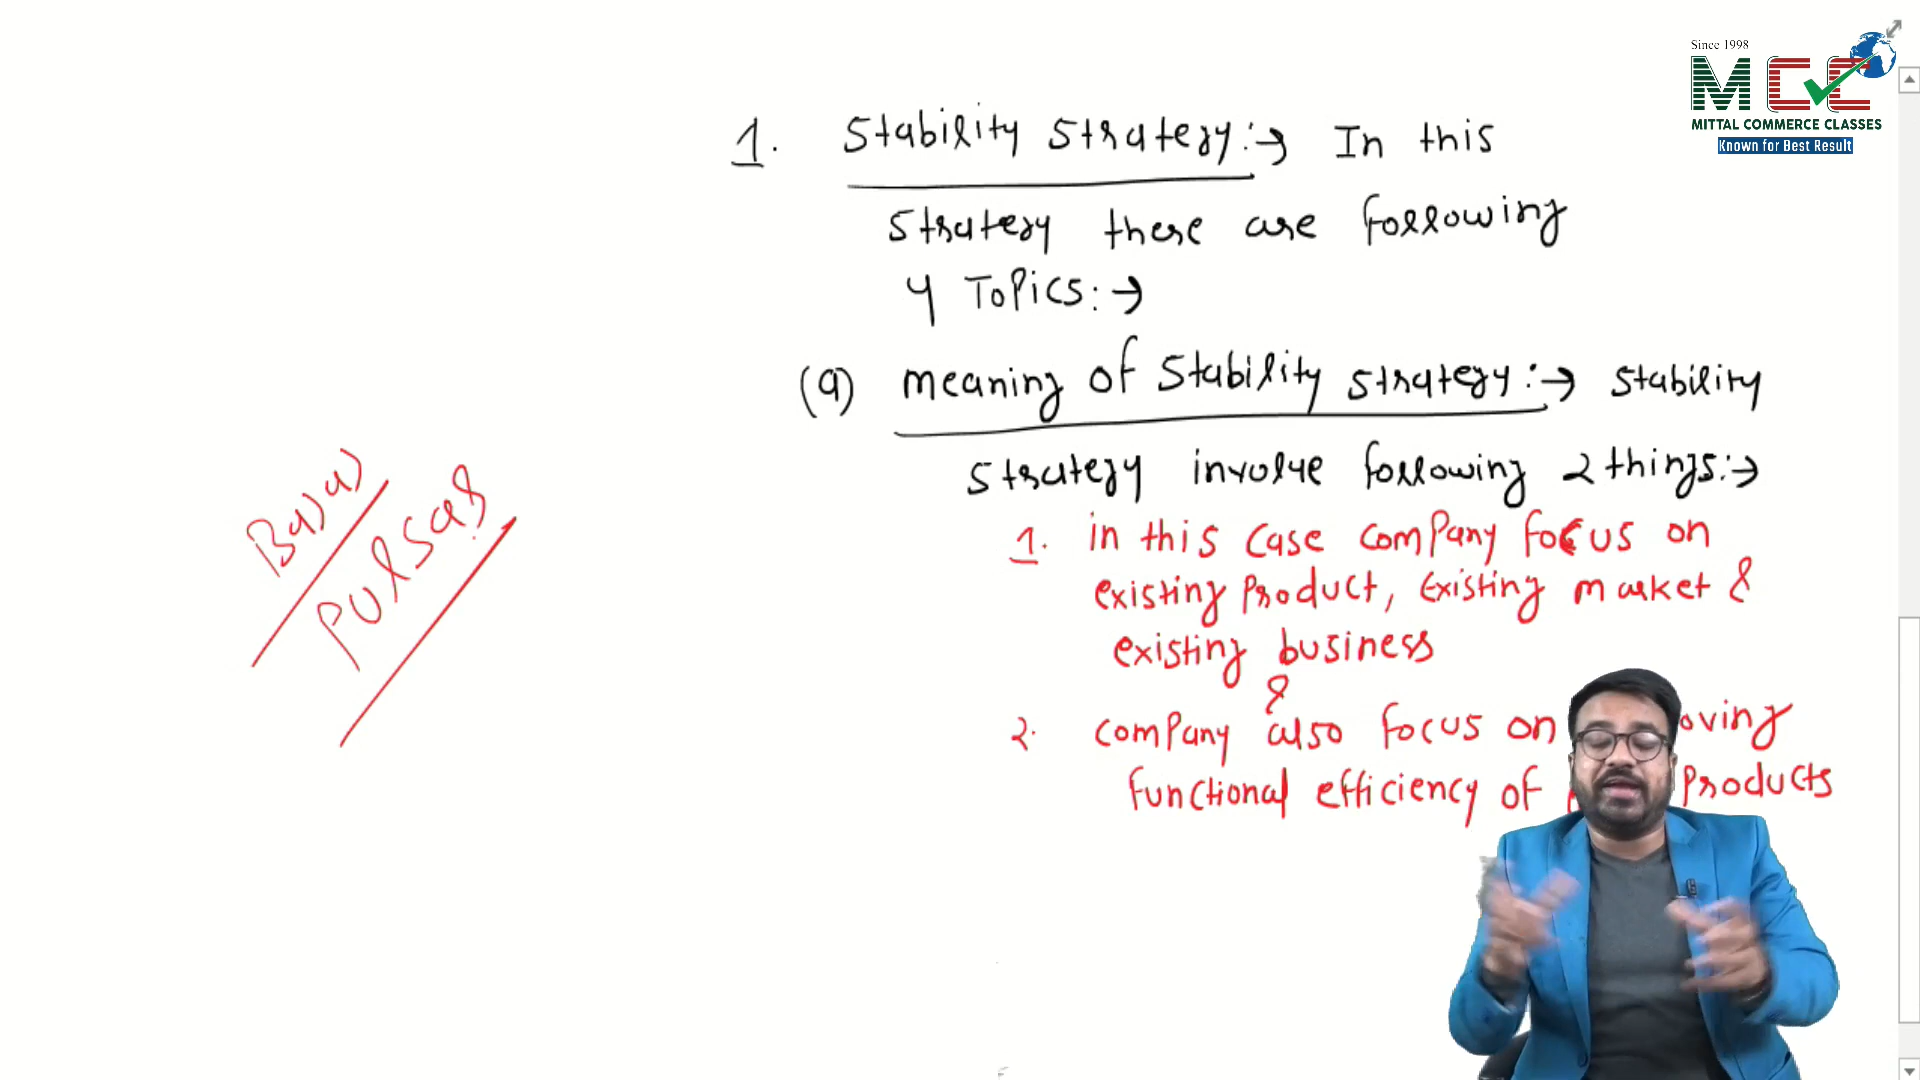 Since 1998
MCC
MITTAL COMMERCE CLASSES
Known for Best Result
1. Stability Strategy:→ In this
Strategy there are following
4 Topics:→
(a) meaning of Stability Strategy:→ Stability
Strategy involve following 2 things:→
1. in this case company focus on
existing product, existing market &
existing business
&
2. company also focus on
functional efficiency of products
Bajaj
Pulsar